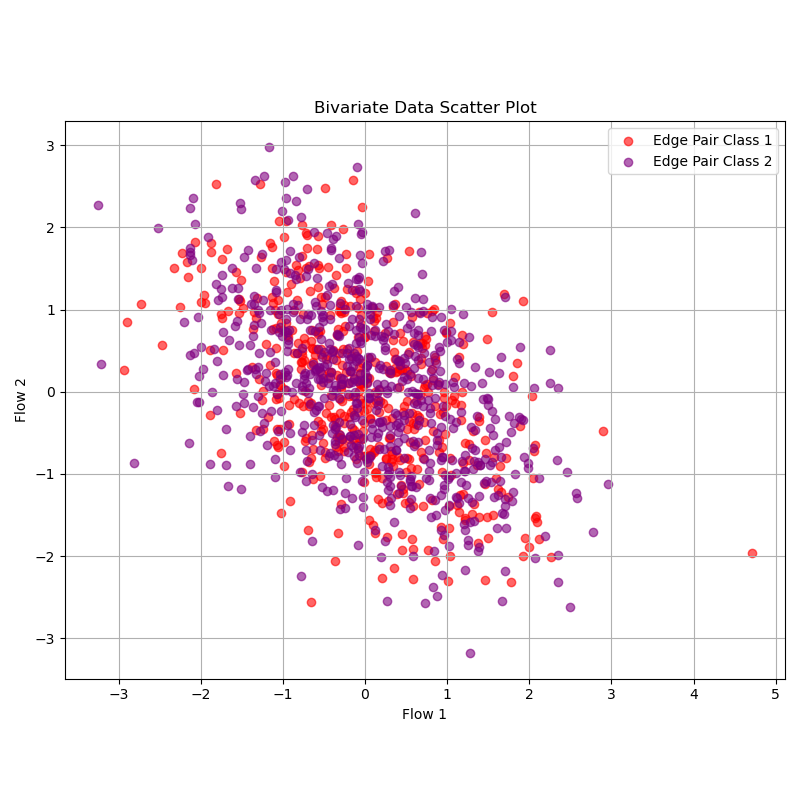 Bivariate Data Scatter Plot
Edge Pair Class 1
Edge Pair Class 2
3
2
1
0
−1
−2
−3
Flow 2
−3 −2 −1 0 1 2 3 4 5
Flow 1